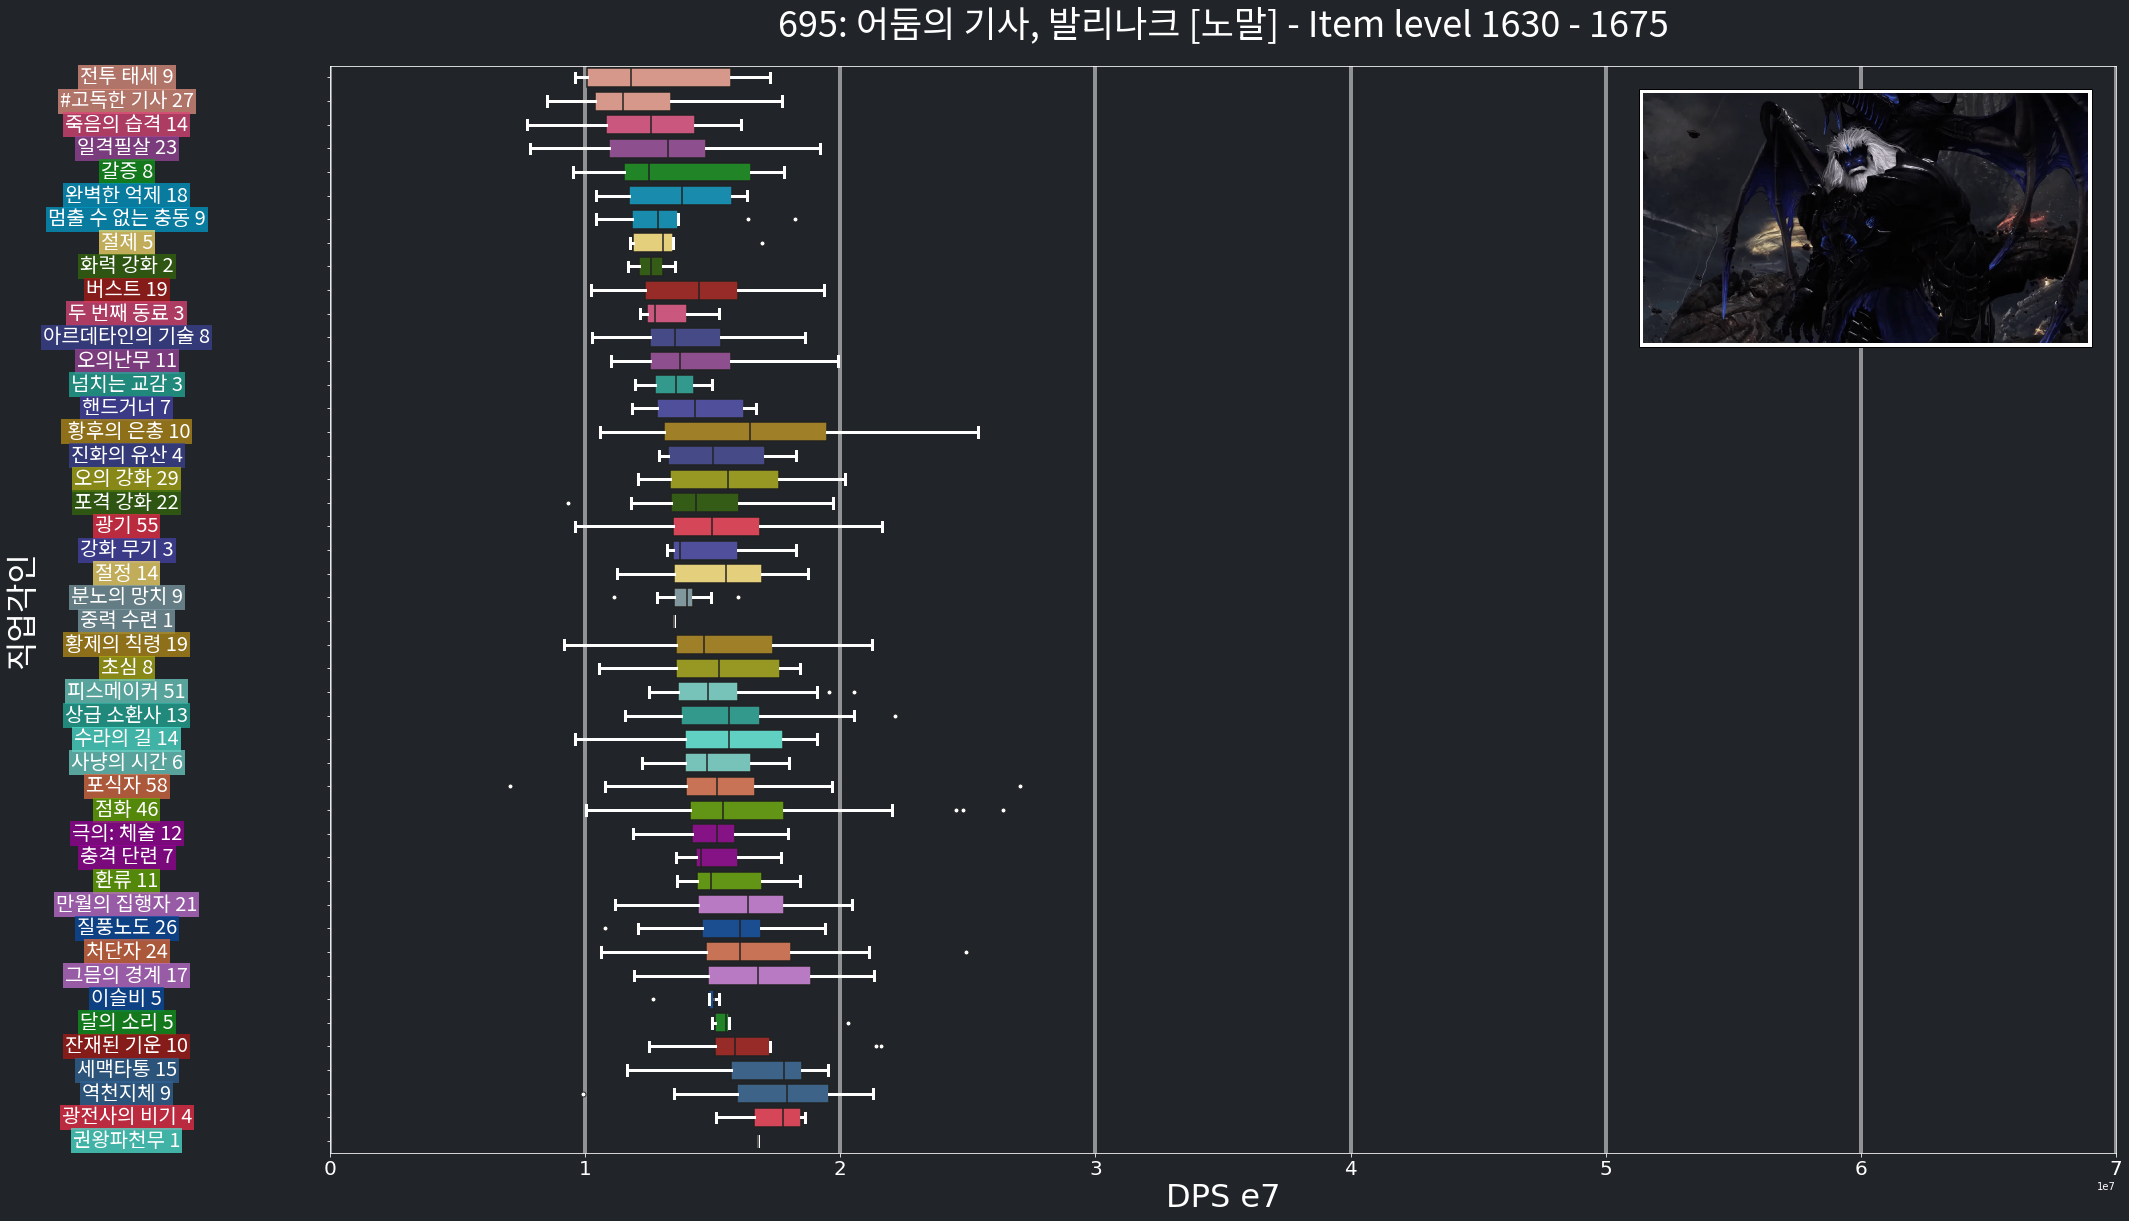 695: 어둠의 기사, 발리나크 [노말] - Item level 1630 - 1675
전투 태세 9
#고독한 기사 27
죽음의 습격 14
일격필살 23
갈증 8
완벽한 억제 18
멈출 수 없는 충동 9
절제 5
화력 강화 2
버스트 19
두 번째 동료 3
아르데타인의 기술 8
오의난무 11
넘치는 교감 3
핸드거너 7
황후의 은총 10
진화의 유산 4
오의 강화 29
포격 강화 22
광기 55
강화 무기 3
절정 14
분노의 망치 9
중력 수련 1
황제의 칙령 19
초심 8
피스메이커 51
상급 소환사 13
수라의 길 14
사냥의 시간 6
포식자 58
점화 46
극의: 체술 12
충격 단련 7
환류 11
만월의 집행자 21
질풍노도 26
처단자 24
그믐의 경계 17
이슬비 5
달의 소리 5
잔재된 기운 10
세맥타통 15
역천지체 9
광전사의 비기 4
권왕파천무 1
직업각인
0 1 2 3 4 5 6 7
1e7
DPS e7